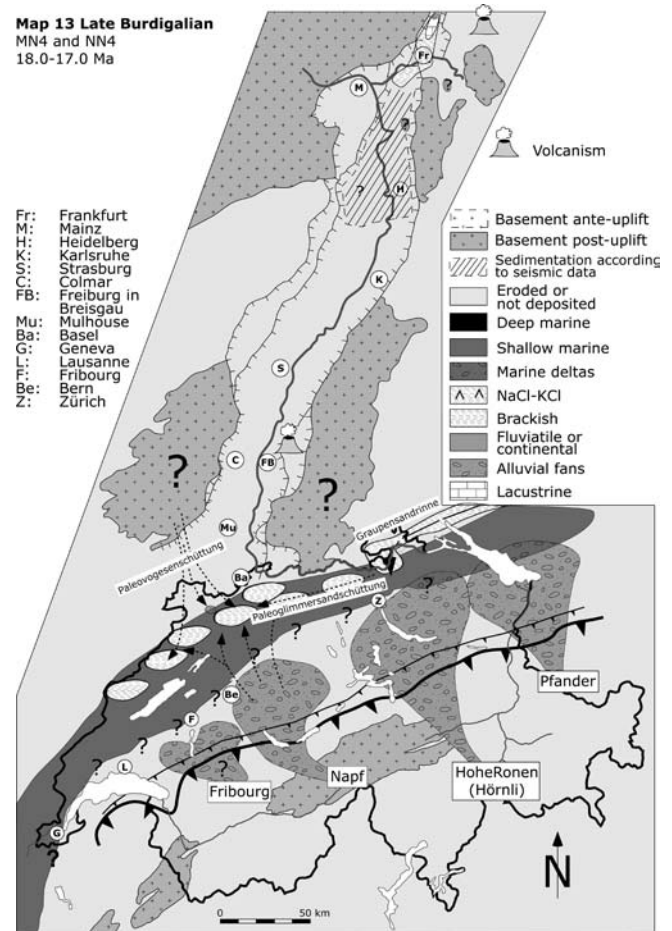 Map 13 Late Burdigalian
MN4 and NN4
18.0-17.0 Ma
Fr
M
?
?
Volcanism
H
?
Fr: Frankfurt
M: Mainz
H: Heidelberg
K: Karlsruhe
S: Strasburg
C: Colmar
FB: Freiburg in
Breisgau
Mu: Mulhouse
Ba: Basel
G: Geneva
L: Lausanne
F: Fribourg
Be: Bern
Z: Zürich
Basement ante-uplift
Basement post-uplift
Sedimentation according
to seismic data
Eroded or
not deposited
Deep marine
Shallow marine
Marine deltas
NaCl-KCl
Brackish
Fluviatile or
continental
Alluvial fans
Lacustrine
K
S
C
FB
?
?
Mu
Graupensandrinne
Paleovogesenschüttung
Ba
Paleoglimmersandschüttung
Z
?
?
?
Be
?
F
?
?
?
L
?
Pfander
Napf
HoheRonen
(Hörnli)
Fribourg
G
?
N
0 50 km